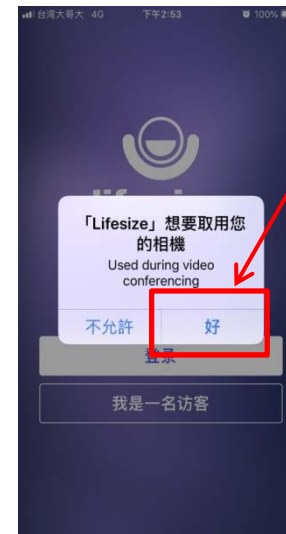 台湾大哥大 4G 下午2:53 100%
lifesize
「Lifesize」想要取用您
的相機
Used during video
conferencing
不允許 好
登录
我是一名访客